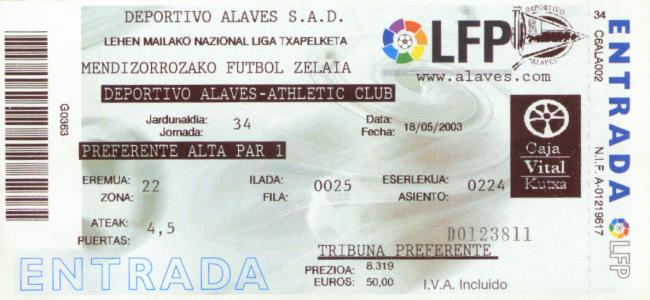 DEPORTIVO ALAVES S.A.D.
LEHEN MAILAKO NAZIONAL LIGA TXAPELKETA
MENDIZORROZAKO FUTBOL ZELAIA
DEPORTIVO ALAVES-ATHLETIC CLUB
Jardunaldia: Jornada: 34
Data: Fecha: 18/05/2003
PREFERENTE ALTA PAR 1
EREMUA: ZONA: 22
ILADA: FILA: 0025
ESERLEKUA: ASIENTO: 0224
ATEAK: PUERTAS: 4,5
D0123811
TRIBUNA PREFERENTE
PREZIOA: 8.319
EUROS: 50,00
I.V.A. Incluido
ENTRADA
G0363
LFP
DEPORTIVO
ALAVES
www.alaves.com
Caja
Vital
Kutxa
34 C6ALA002
N.I.F. A-01219617
ENTRADA
LFP